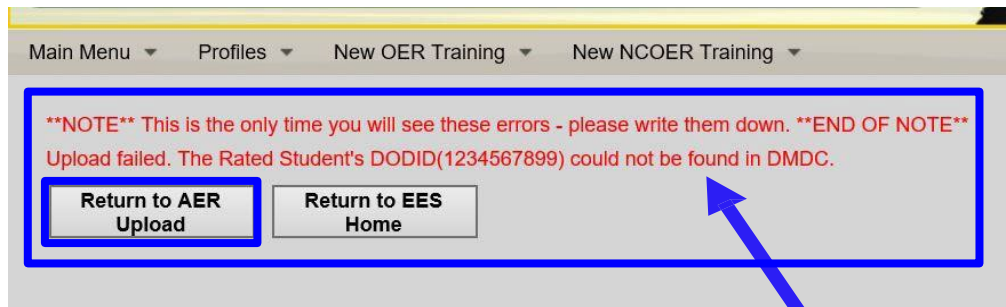 Main Menu Profiles New OER Training New NCOER Training
**NOTE** This is the only time you will see these errors - please write them down. **END OF NOTE**
Upload failed. The Rated Student's DODID(1234567899) could not be found in DMDC.
Return to AER
Upload
Return to EES
Home